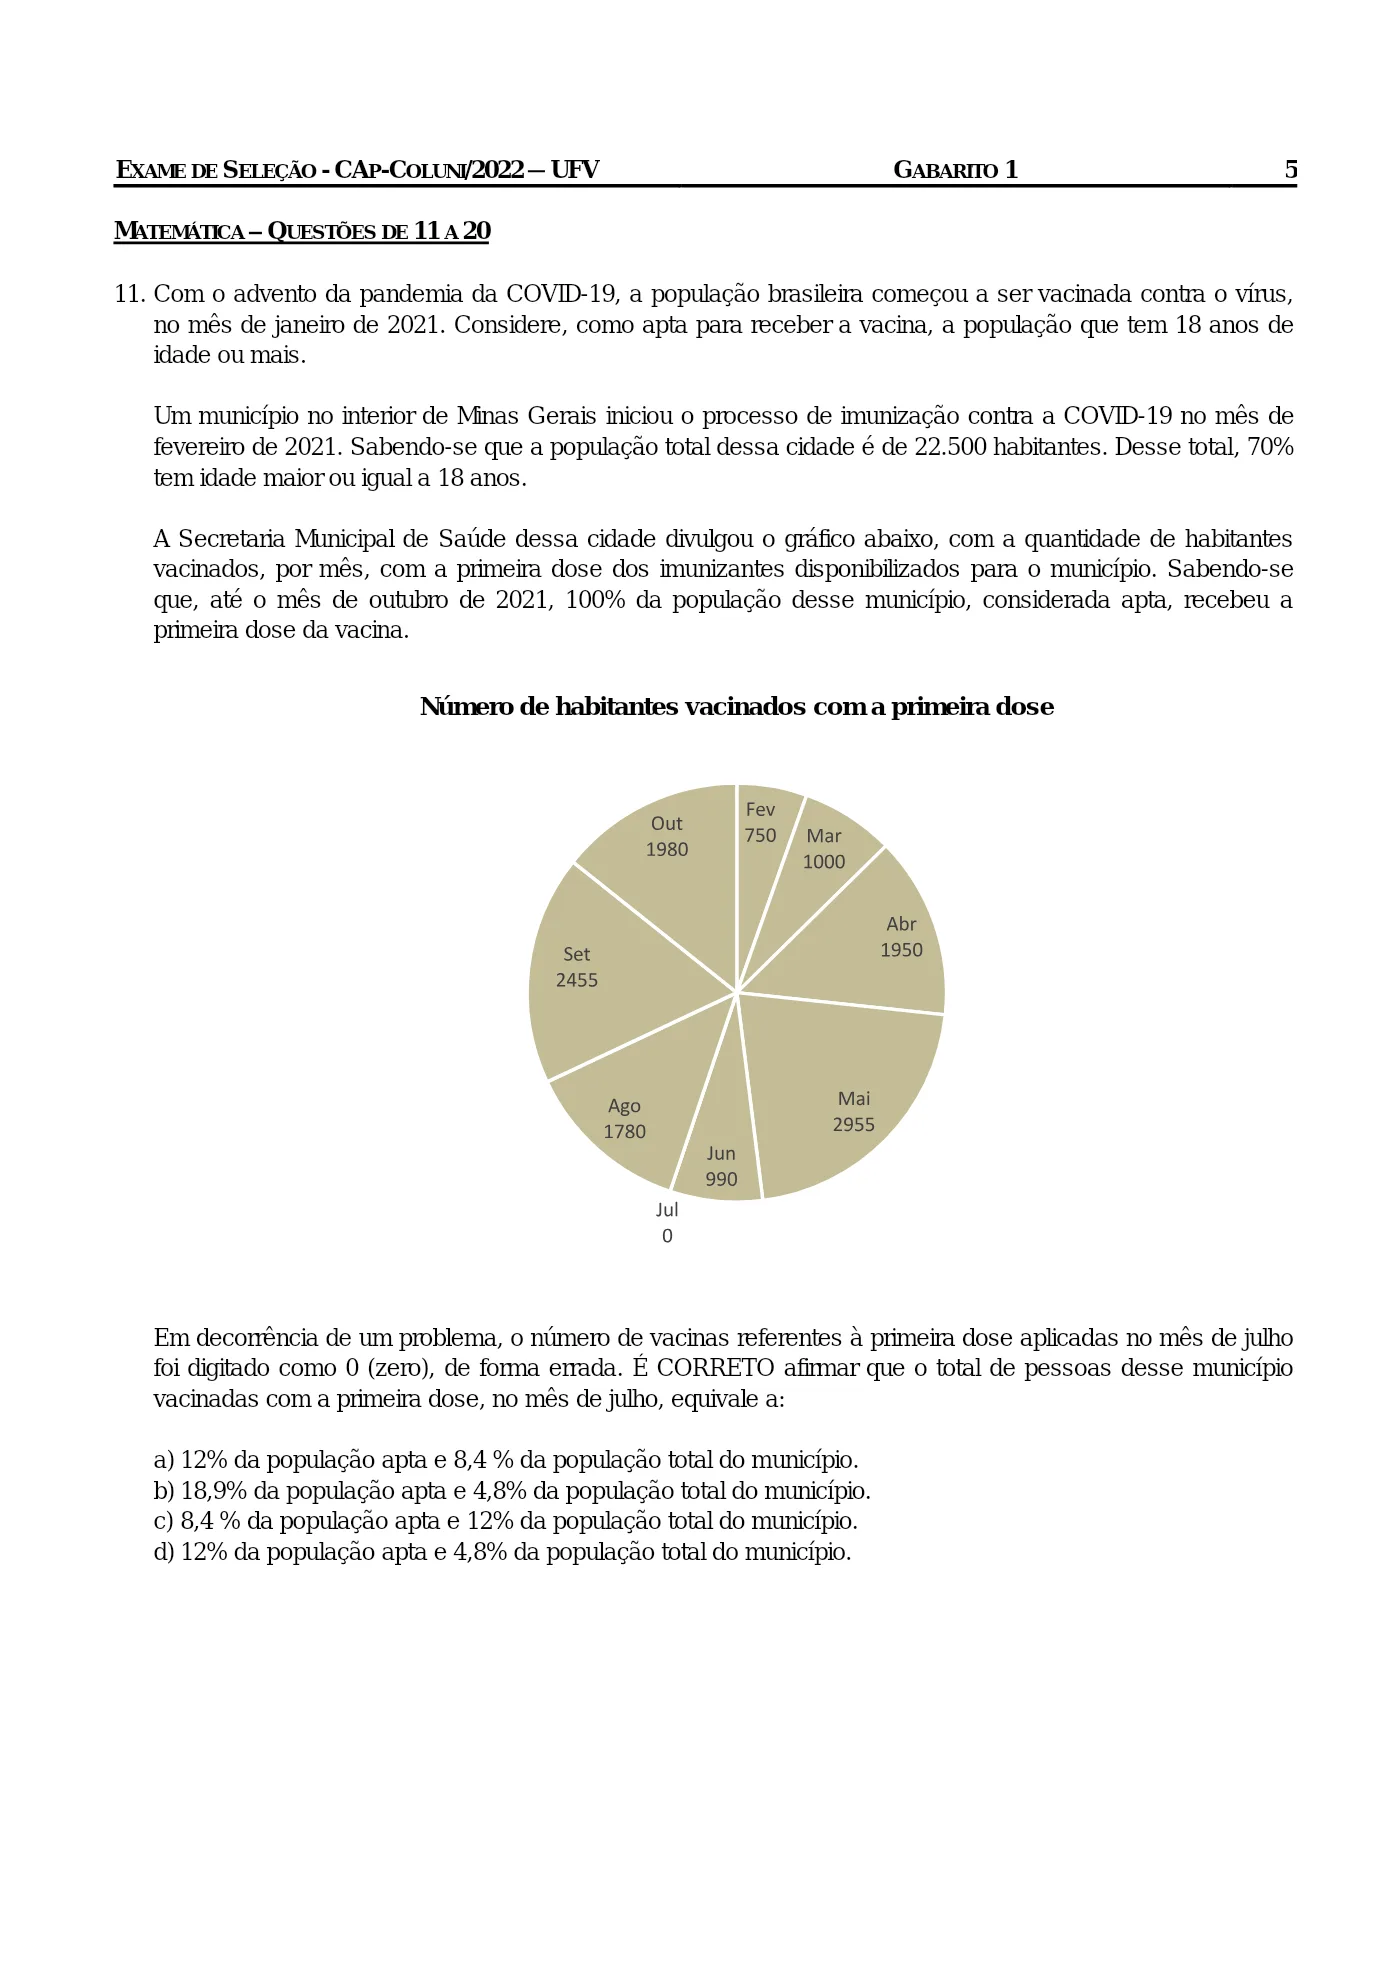 EXAME DE SELEÇÃO - CAP-COLUNI/2022 — UFV GABARITO 1 5
MATEMÁTICA – QUESTÕES DE 11 A 20
11. Com o advento da pandemia da COVID-19, a população brasileira começou a ser vacinada contra o vírus,
no mês de janeiro de 2021. Considere, como apta para receber a vacina, a população que tem 18 anos de
idade ou mais.
Um município no interior de Minas Gerais iniciou o processo de imunização contra a COVID-19 no mês de
fevereiro de 2021. Sabendo-se que a população total dessa cidade é de 22.500 habitantes. Desse total, 70%
tem idade maior ou igual a 18 anos.
A Secretaria Municipal de Saúde dessa cidade divulgou o gráfico abaixo, com a quantidade de habitantes
vacinados, por mês, com a primeira dose dos imunizantes disponibilizados para o município. Sabendo-se
que, até o mês de outubro de 2021, 100% da população desse município, considerada apta, recebeu a
primeira dose da vacina.
Número de habitantes vacinados com a primeira dose
Fev
750
Mar
1000
Abr
1950
Mai
2955
Jun
990
Jul
0
Ago
1780
Set
2455
Out
1980
Em decorrência de um problema, o número de vacinas referentes à primeira dose aplicadas no mês de julho
foi digitado como 0 (zero), de forma errada. É CORRETO afirmar que o total de pessoas desse município
vacinadas com a primeira dose, no mês de julho, equivale a:
a) 12% da população apta e 8,4 % da população total do município.
b) 18,9% da população apta e 4,8% da população total do município.
c) 8,4 % da população apta e 12% da população total do município.
d) 12% da população apta e 4,8% da população total do município.